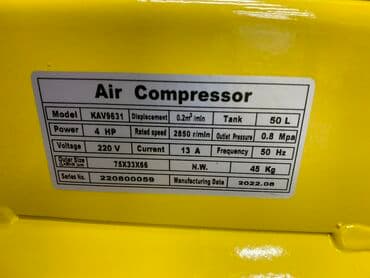 Air Compressor
Model KAV9631 Displacement 0.2m³/min Tank 50 L
Power 4 HP Rated speed 2850 r/min Outlet Pressure 0.8 Mpa
Voltage 220 V Current 13 A Frequency 50 Hz
Outer Size 75X33X66 N.W. 45 Kg
Series No. 220800059 Manufacturing Date 2022.08